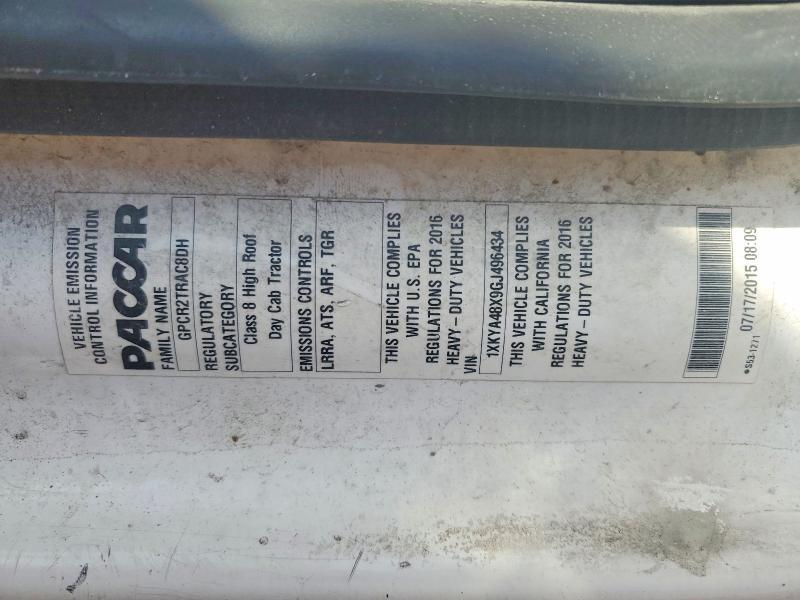 VEHICLE EMISSION
CONTROL INFORMATION
PACCAR
FAMILY NAME
GPCR2TRAC8DH
REGULATORY
SUBCATEGORY
Class 8 High Roof
Day Cab Tractor
EMISSIONS CONTROLS
LRRA, ATS, ARF, TGR
THIS VEHICLE COMPLIES
WITH U.S. EPA
REGULATIONS FOR 2016
HEAVY-DUTY VEHICLES
VIN
1XKYA48X9GJ496434
THIS VEHICLE COMPLIES
WITH CALIFORNIA
REGULATIONS FOR 2016
HEAVY-DUTY VEHICLES
07/17/2015 08:09
●S53-1271